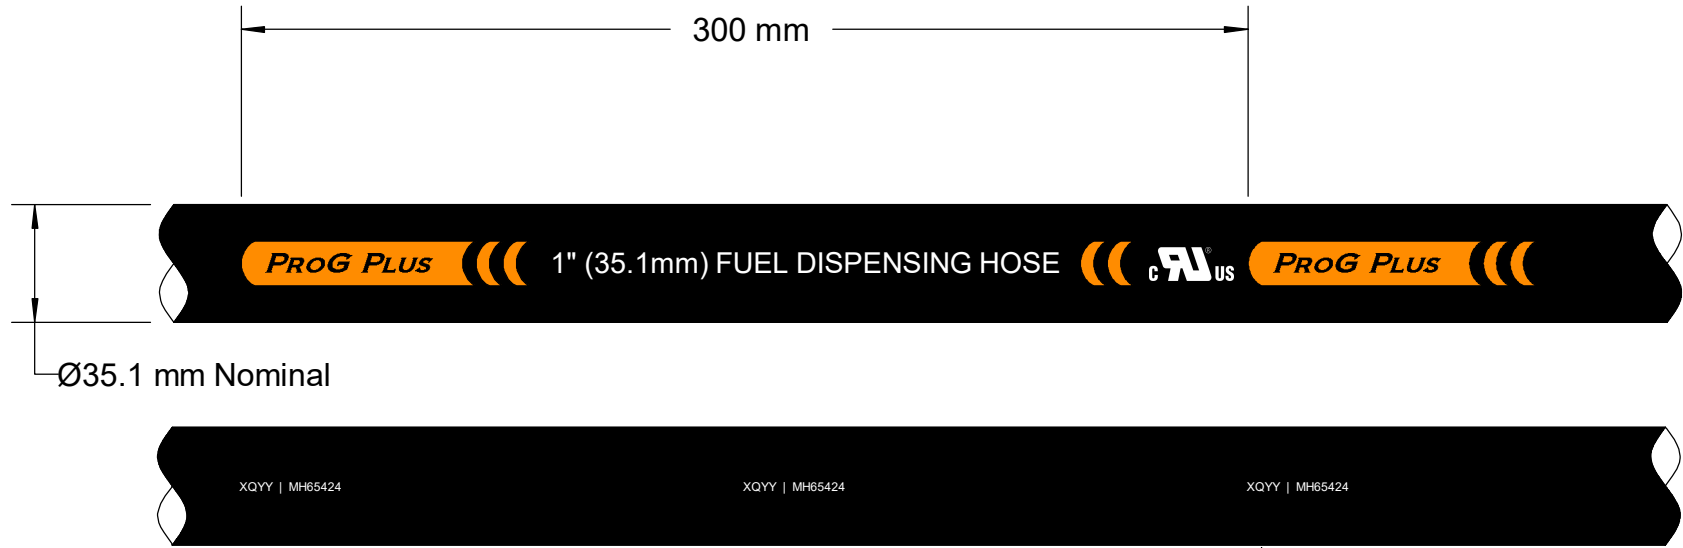 300 mm
PROG PLUS 1" (35.1mm) FUEL DISPENSING HOSE c RU ® US PROG PLUS
Ø35.1 mm Nominal
XQYY | MH65424 XQYY | MH65424 XQYY | MH65424